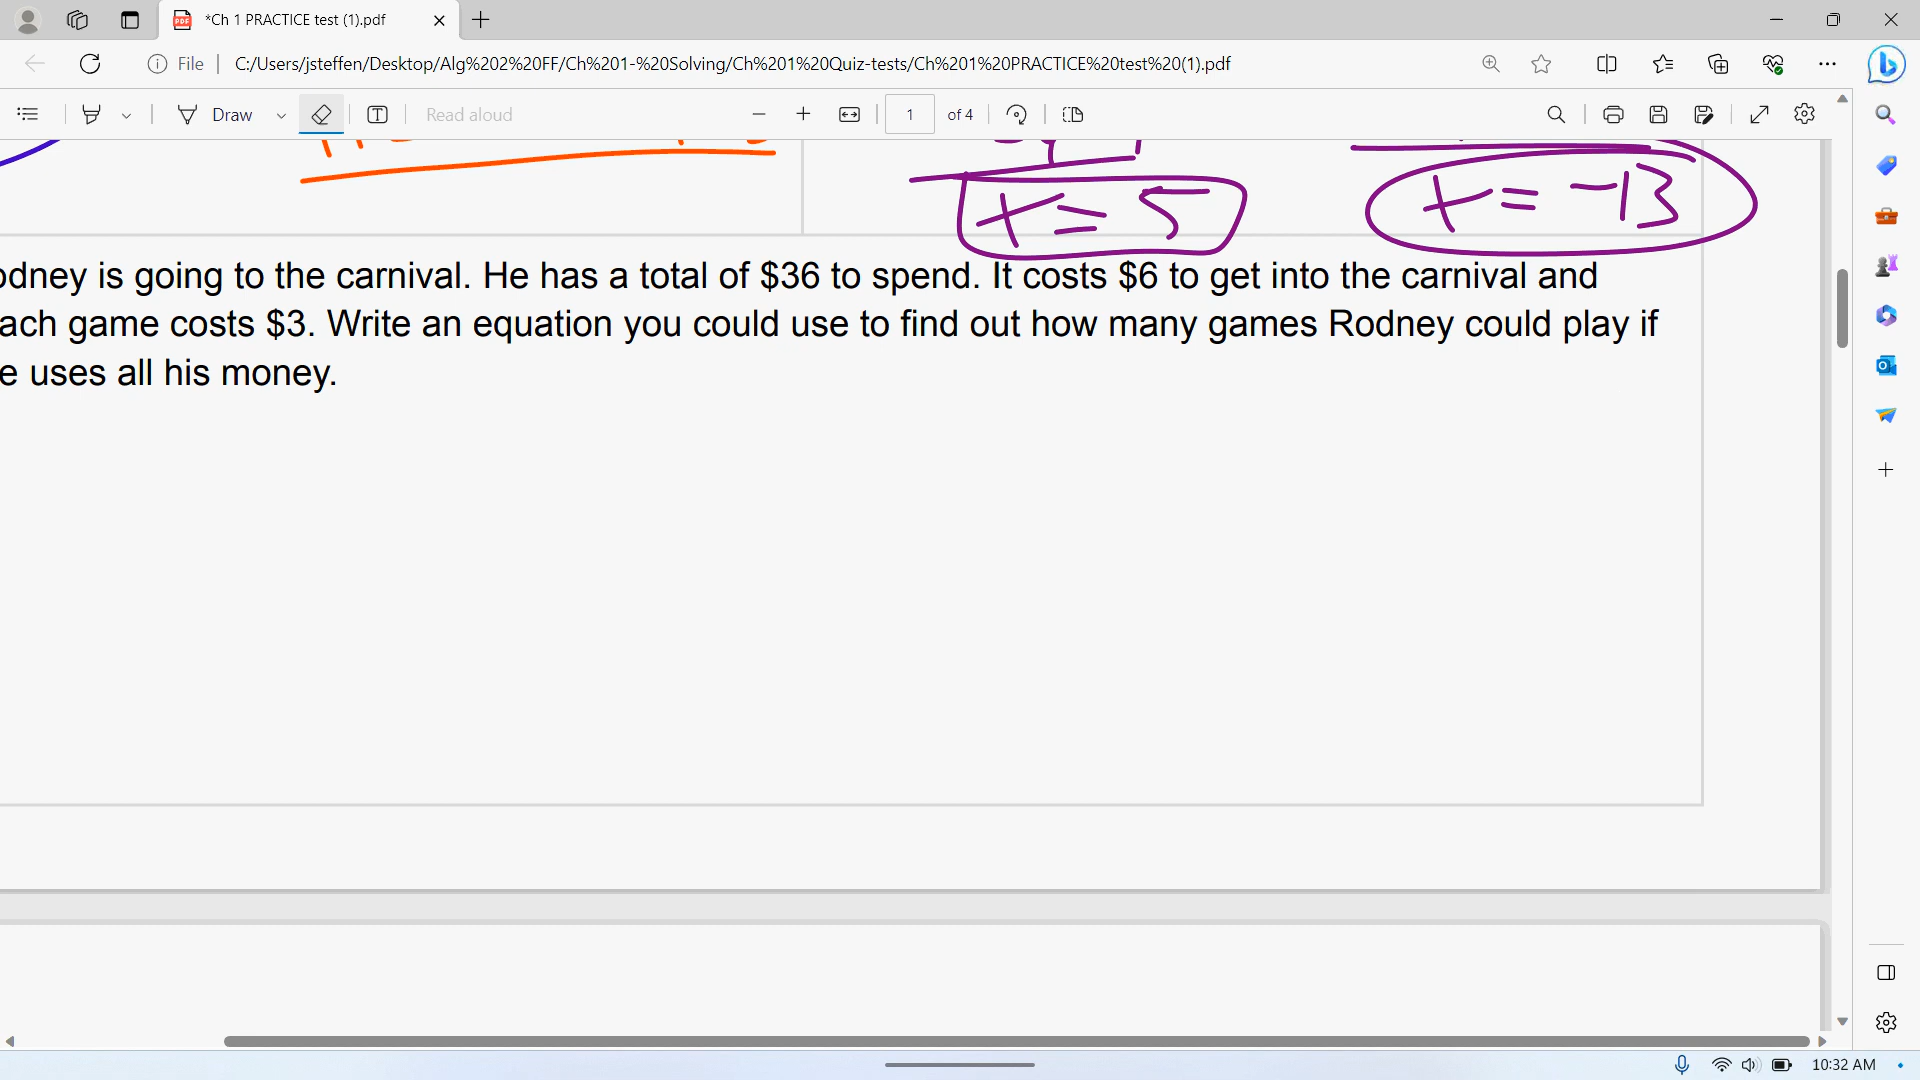 *Ch 1 PRACTICE test (1).pdf
File
C:/Users/jsteffen/Desktop/Alg%202%20FF/Ch%201-%20Solving/Ch%201%20Quiz-tests/Ch%201%20PRACTICE%20test%20(1).pdf
Draw
Read aloud
1 of 4
t = 5
t = -13
odney is going to the carnival. He has a total of $36 to spend. It costs $6 to get into the carnival and
ach game costs $3. Write an equation you could use to find out how many games Rodney could play if
e uses all his money.
10:32 AM